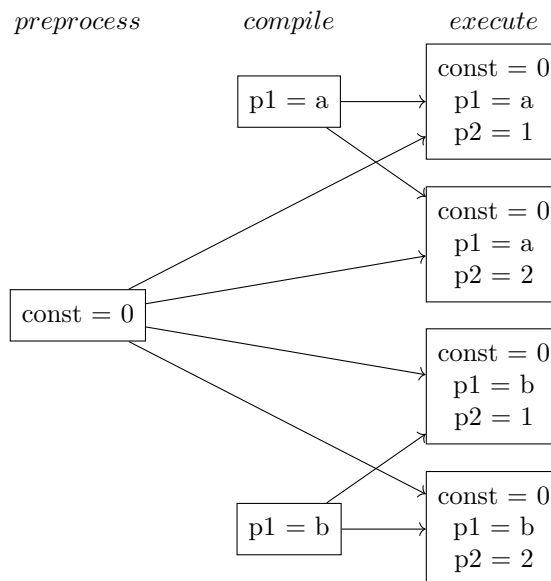 preprocess
compile
execute
const = 0
p1 = a
p2 = 1
p1 = a
const = 0
p1 = a
p2 = 2
const = 0
const = 0
p1 = b
p2 = 1
p1 = b
const = 0
p1 = b
p2 = 2